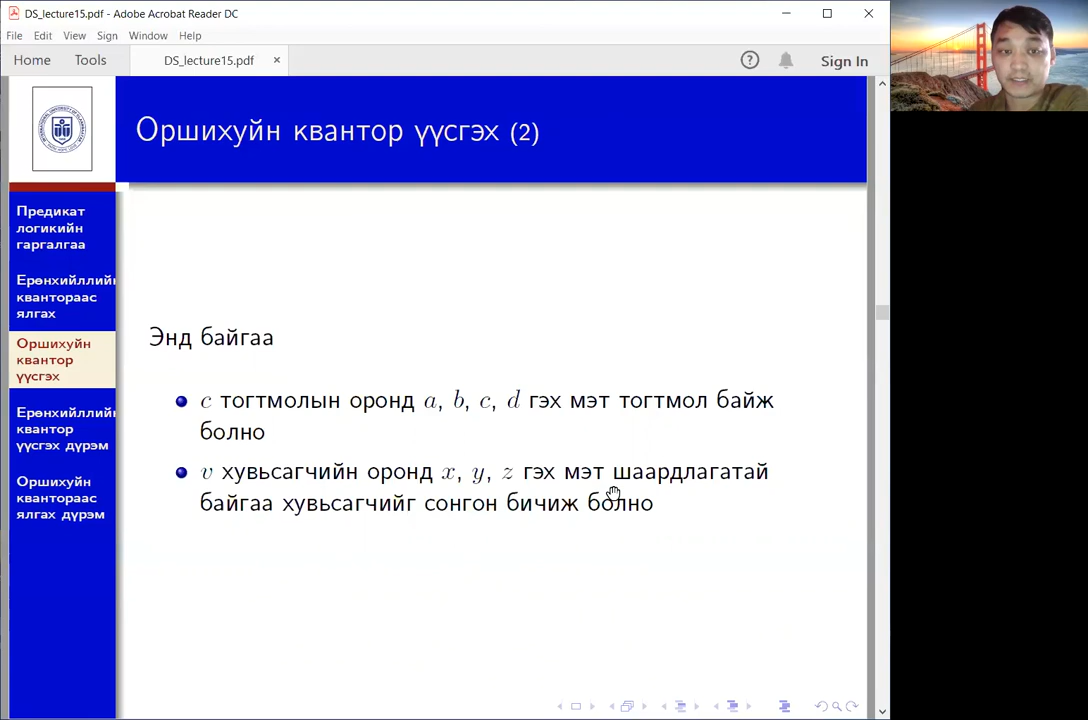 DS_lecture15.pdf - Adobe Acrobat Reader DC
File Edit View Sign Window Help
Home Tools DS_lecture15.pdf × Sign In
Оршихуйн квантор үүсгэх (2)
Предикат
логикийн
гаргалгаа
Ерөнхийллийн
кванторaас
ялгах
Оршихуйн
квантор
үүсгэх
Ерөнхийллийн
квантор
үүсгэх дүрэм
Оршихуйн
кванторaас
ялгах дүрэм
Энд байгаа
c тогтмолын оронд a, b, c, d гэх мэт тогтмол байж
болно
v хувьсагчийн оронд x, y, z гэх мэт шаардлагатай
байгаа хувьсагчийг сонгон бичиж болно